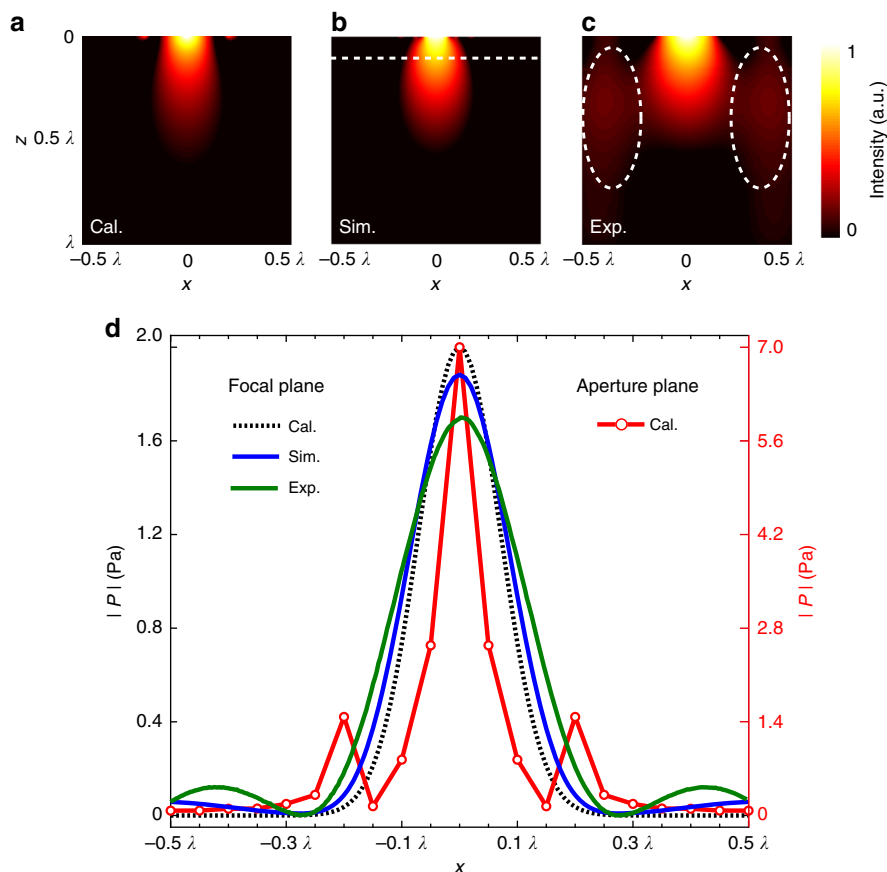 a
b
c
0
z
0.5 λ
λ
Cal.
Sim.
Exp.
−0.5 λ 0 0.5 λ
x
−0.5 λ 0 0.5 λ
x
−0.5 λ 0 0.5 λ
x
1
0
Intensity (a.u.)
d
2.0
1.6
1.2
0.8
0.4
0
| P | (Pa)
Focal plane
Cal.
Sim.
Exp.
Aperture plane
Cal.
7.0
5.6
4.2
2.8
1.4
0
| P | (Pa)
−0.5 λ −0.3 λ −0.1 λ 0.1 λ 0.3 λ 0.5 λ
x